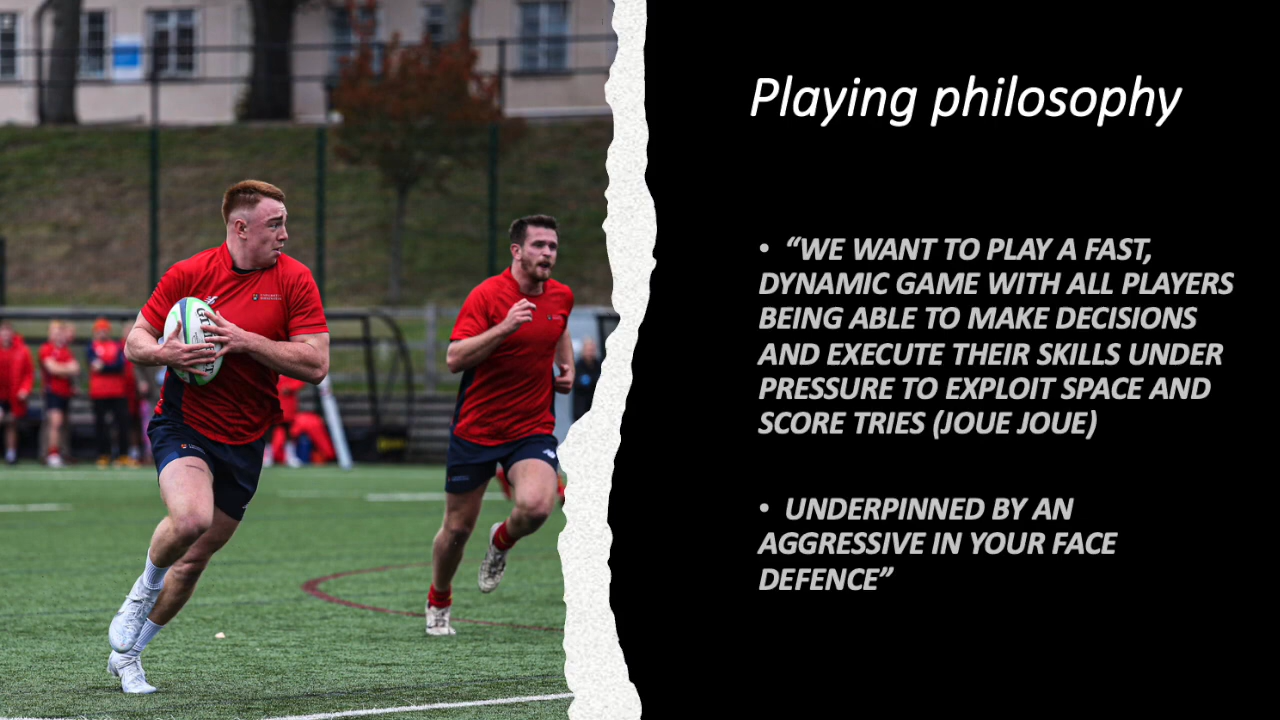 Playing philosophy
• “WE WANT TO PLAY A FAST,
DYNAMIC GAME WITH ALL PLAYERS
BEING ABLE TO MAKE DECISIONS
AND EXECUTE THEIR SKILLS UNDER
PRESSURE TO EXPLOIT SPACE AND
SCORE TRIES (JOUE JOUE)
• UNDERPINNED BY AN
AGGRESSIVE IN YOUR FACE
DEFENCE”